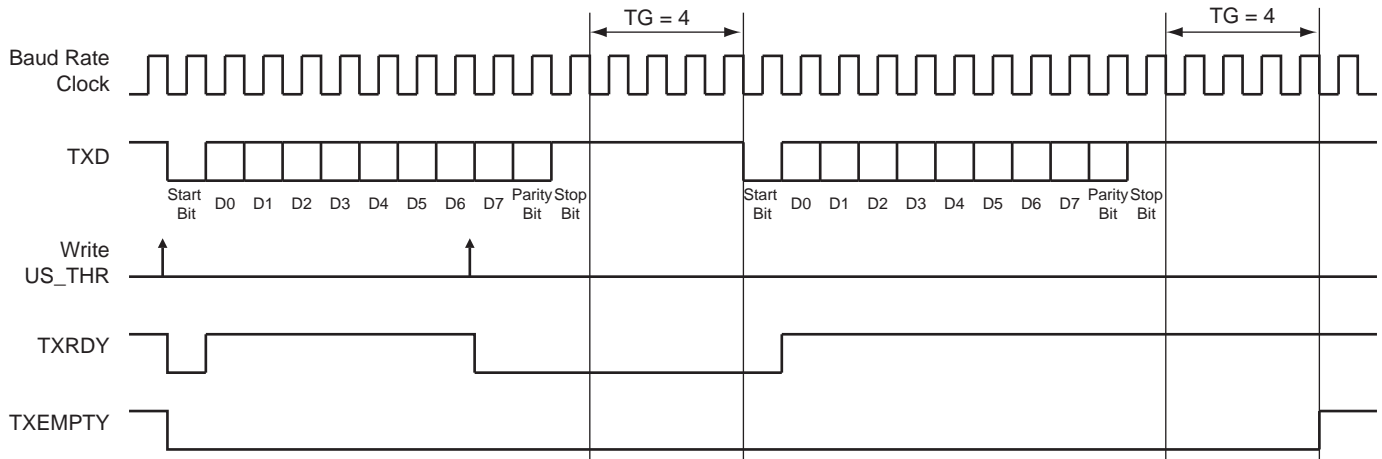 TG = 4
TG = 4
Baud Rate
Clock
TXD
Start
Bit
D0
D1
D2
D3
D4
D5
D6
D7
Parity
Bit
Stop
Bit
Start
Bit
D0
D1
D2
D3
D4
D5
D6
D7
Parity
Bit
Stop
Bit
Write
US_THR
TXRDY
TXEMPTY